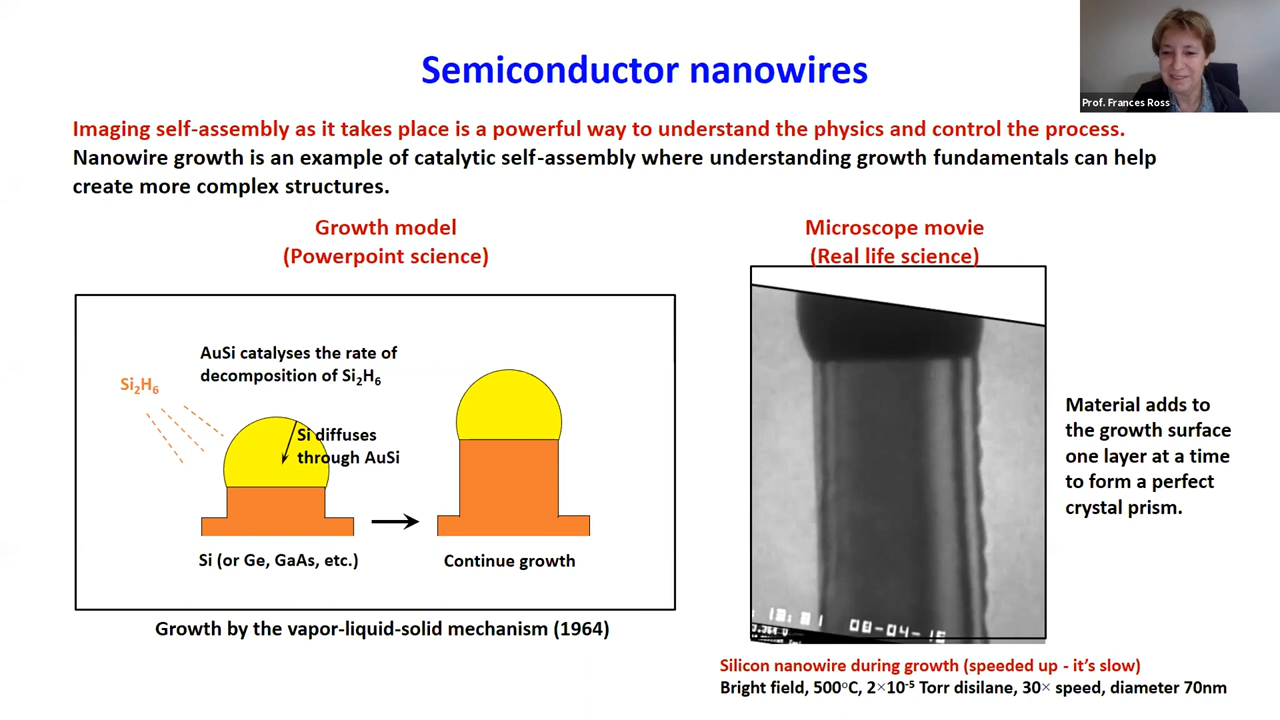 Semiconductor nanowires
Prof. Frances Ross
Imaging self-assembly as it takes place is a powerful way to understand the physics and control the process.
Nanowire growth is an example of catalytic self-assembly where understanding growth fundamentals can help
create more complex structures.
Growth model
(Powerpoint science)
AuSi catalyses the rate of
decomposition of Si₂H₆
Si₂H₆
Si diffuses
through AuSi
Si (or Ge, GaAs, etc.)
Continue growth
Growth by the vapor-liquid-solid mechanism (1964)
Microscope movie
(Real life science)
Material adds to
the growth surface
one layer at a time
to form a perfect
crystal prism.
Silicon nanowire during growth (speeded up - it's slow)
Bright field, 500°C, 2×10⁻⁵ Torr disilane, 30× speed, diameter 70nm